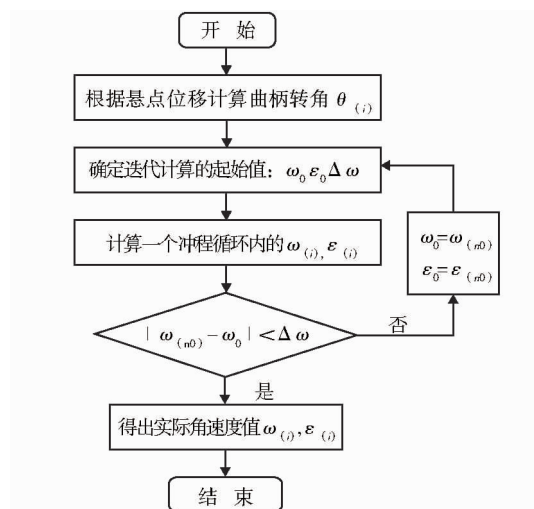 开 始
根据悬点位移计算曲柄转角 θ(i)
确定迭代计算的起始值：ω0 ε0 Δω
计算一个冲程循环内的ω(i), ε(i)
ω0=ω(n0)
ε0=ε(n0)
| ω(n0)－ω0 |＜Δω
否
是
得出实际角速度值ω(i), ε(i)
结 束